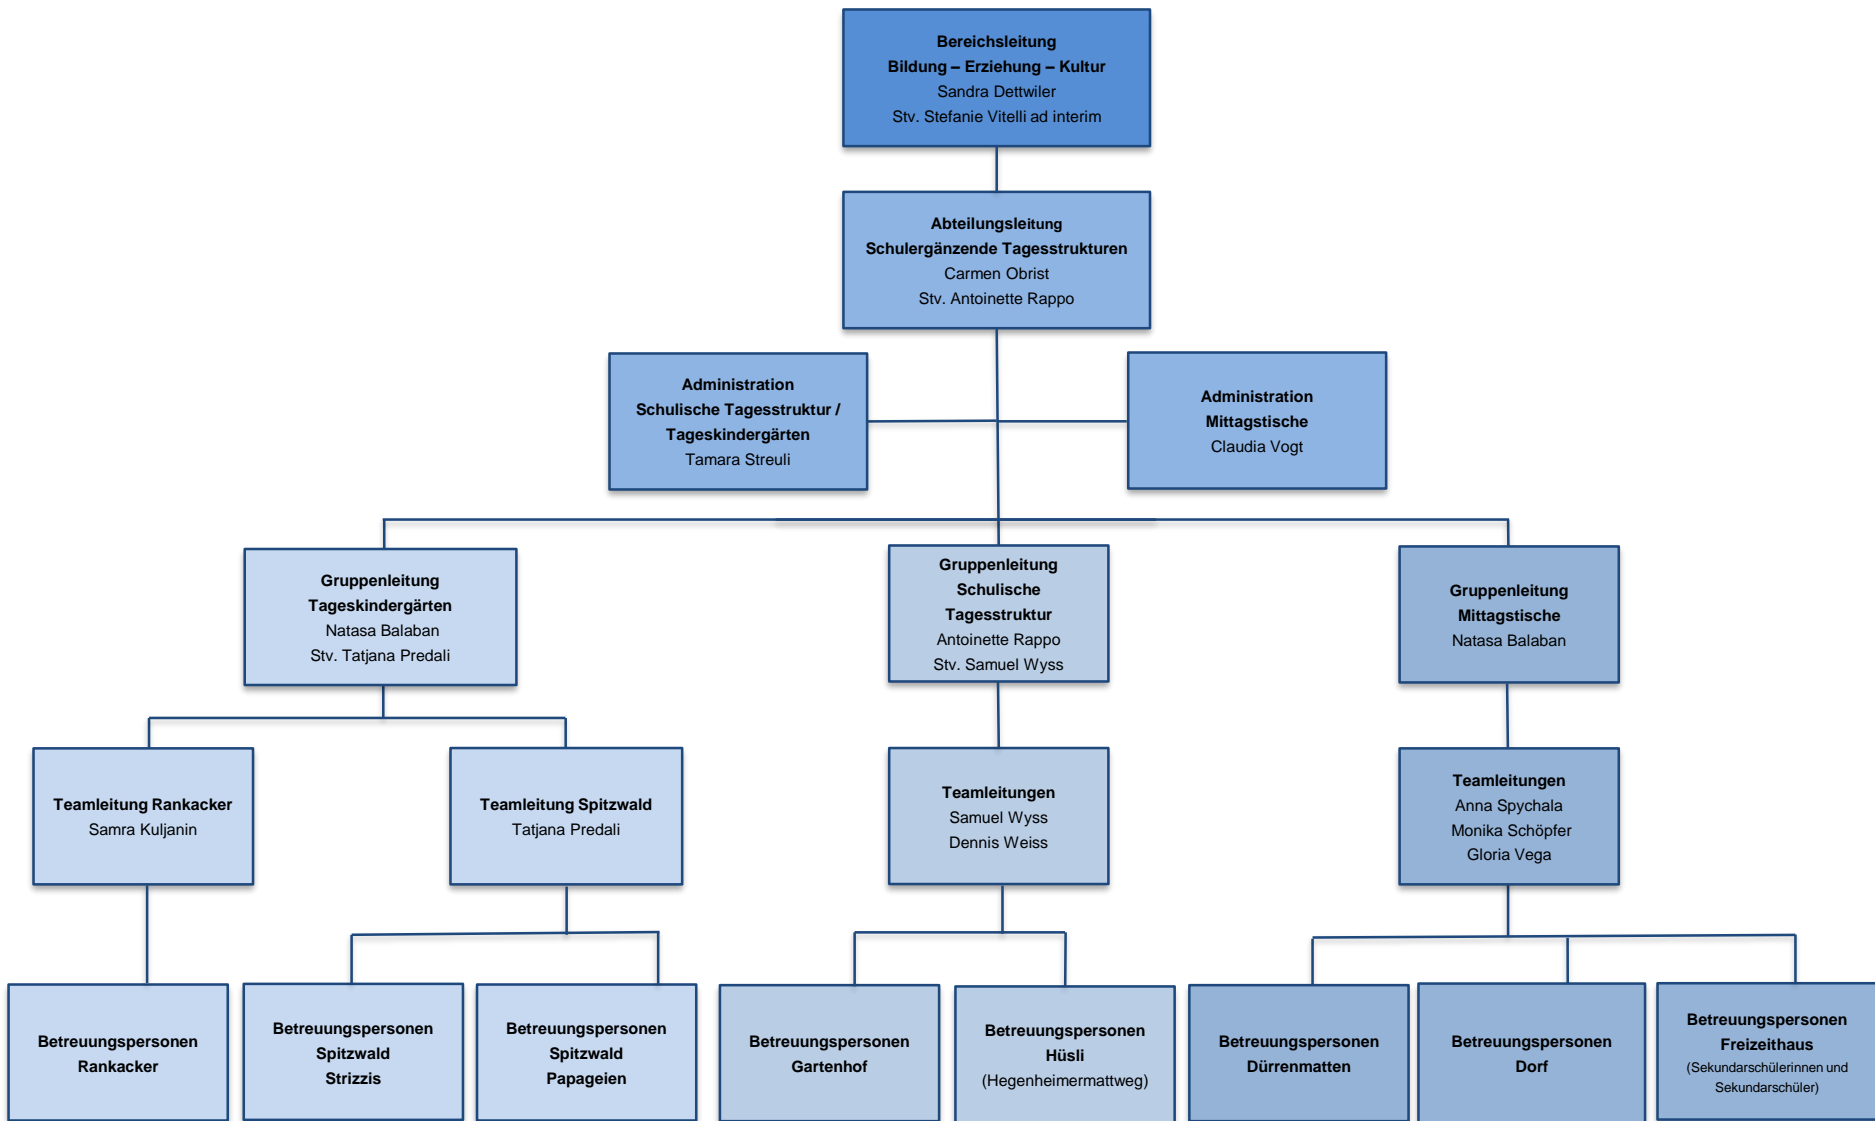 Bereichsleitung
Bildung – Erziehung – Kultur
Sandra Dettwiler
Stv. Stefanie Vitelli ad interim
Abteilungsleitung
Schulergänzende Tagesstrukturen
Carmen Obrist
Stv. Antoinette Rappo
Administration
Schulische Tagesstruktur /
Tageskindergärten
Tamara Streuli
Administration
Mittagstische
Claudia Vogt
Gruppenleitung
Tageskindergärten
Natasa Balaban
Stv. Tatjana Predali
Gruppenleitung
Schulische
Tagesstruktur
Antoinette Rappo
Stv. Samuel Wyss
Gruppenleitung
Mittagstische
Natasa Balaban
Teamleitung Rankacker
Samra Kuljanin
Teamleitung Spitzwald
Tatjana Predali
Teamleitungen
Samuel Wyss
Dennis Weiss
Teamleitungen
Anna Spychala
Monika Schöpfer
Gloria Vega
Betreuungspersonen
Rankacker
Betreuungspersonen
Spitzwald
Strizzis
Betreuungspersonen
Spitzwald
Papageien
Betreuungspersonen
Gartenhof
Betreuungspersonen
Hüsli
(Hegenheimermattweg)
Betreuungspersonen
Dürrenmatten
Betreuungspersonen
Dorf
Betreuungspersonen
Freizeithaus
(Sekundarschülerinnen und
Sekundarschüler)